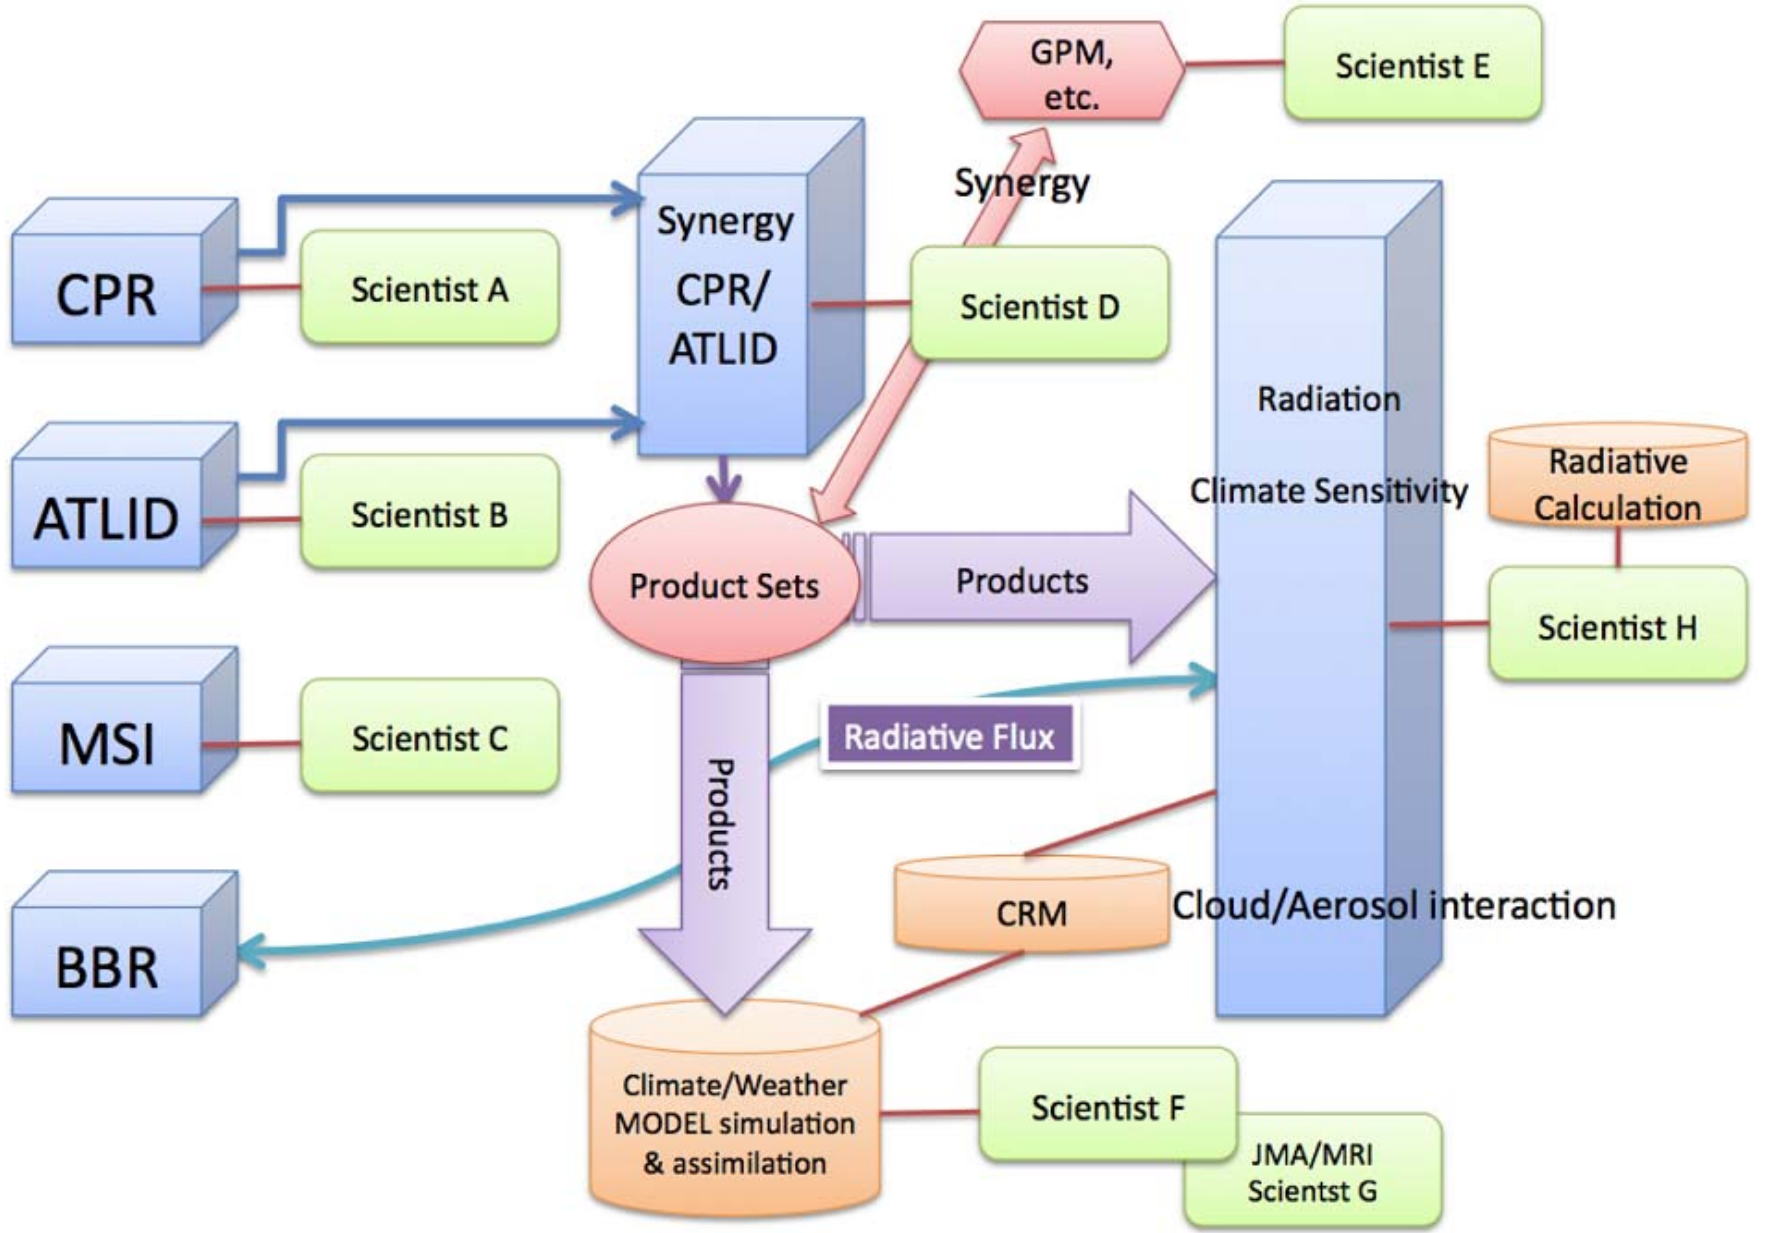 GPM,
etc.
Scientist E
Synergy
Synergy
CPR/
ATLID
CPR
Scientist A
Scientist D
Radiation
Climate Sensitivity
Radiative
Calculation
ATLID
Scientist B
Product Sets
Products
Scientist H
MSI
Scientist C
Radiative Flux
Products
BBR
CRM
Cloud/Aerosol interaction
Climate/Weather
MODEL simulation
& assimilation
Scientist F
JMA/MRI
Scientst G